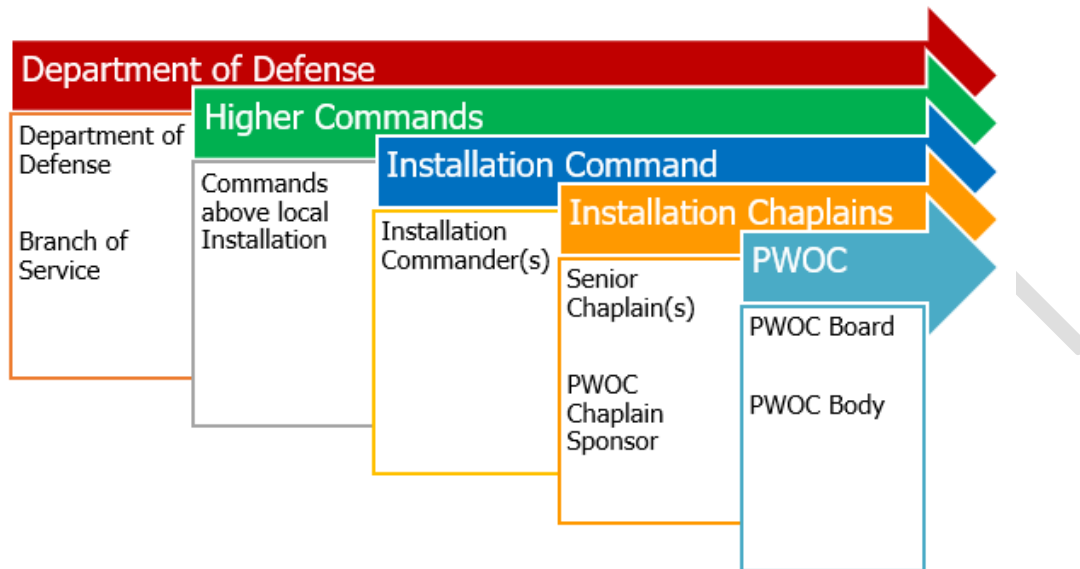 Department of Defense
Department of
Defense
Branch of
Service
Higher Commands
Commands
above local
Installation
Installation Command
Installation
Commander(s)
Installation Chaplains
Senior
Chaplain(s)
PWOC
Chaplain
Sponsor
PWOC
PWOC Board
PWOC Body